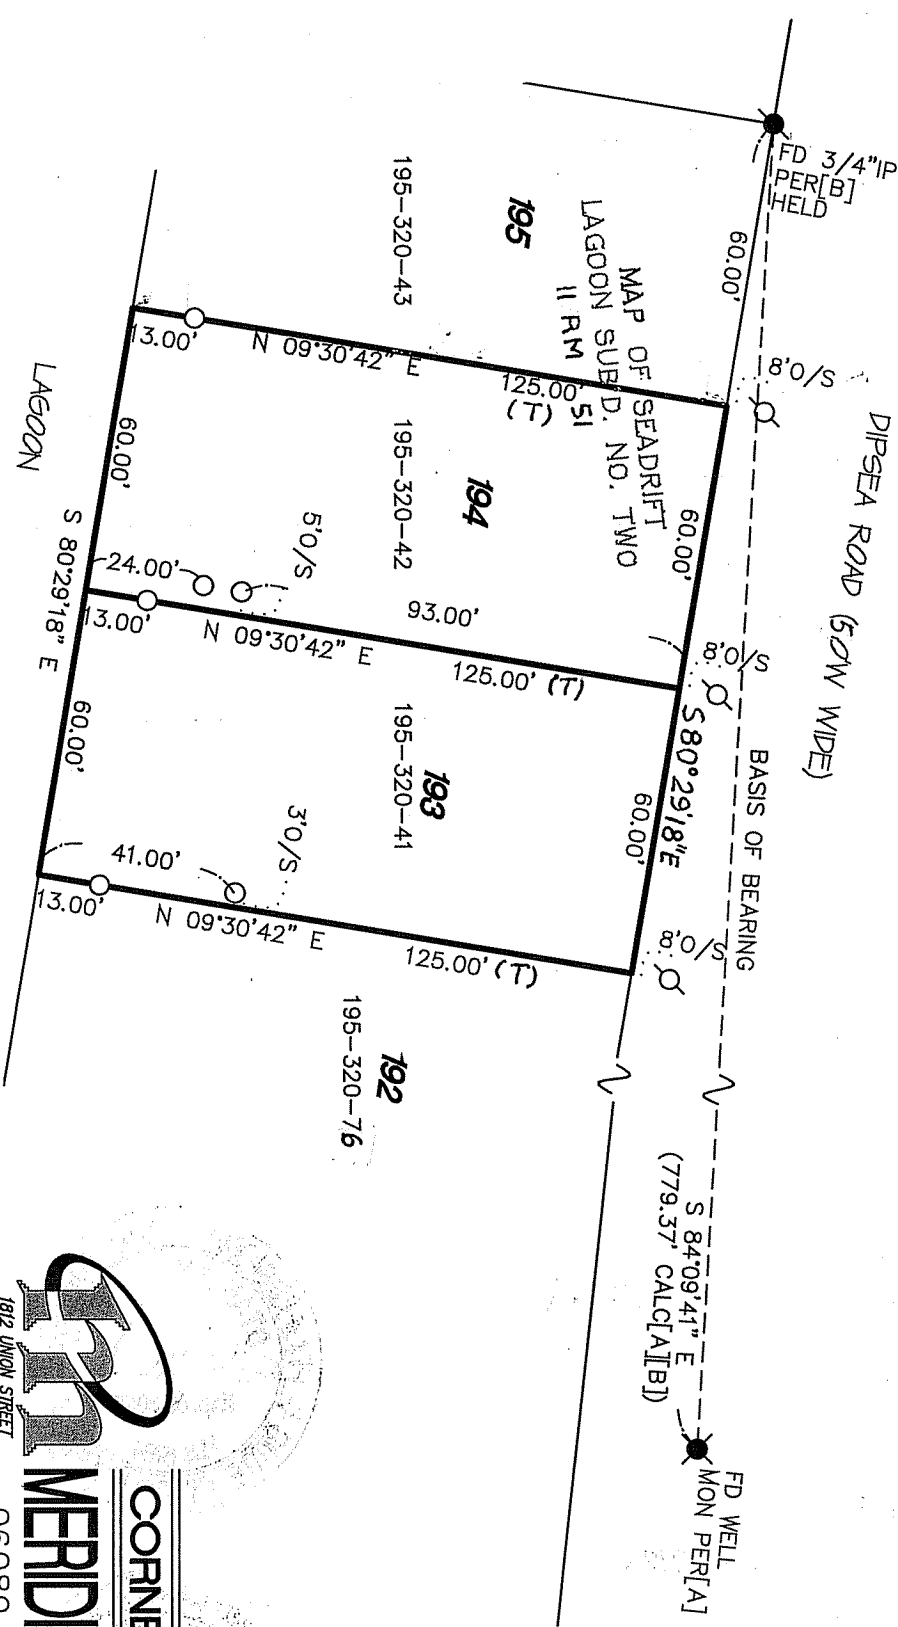 FD 3/4"IP
PER[B]
HELD
60.00'
8'O/S
DIPSEA ROAD (50W WIDE)
195
195-320-43
MAP OF SEADRIFT
LAGOON SUB'D. NO. TWO
11 RM 51
13.00'
N 09°30'42" E
125.00'
(T)
LAGOON
60.00'
194
195-320-42
60.00'
8'O/S
5'O/S
24.00'
93.00'
S 80°29'18" E
13.00'
N 09°30'42" E
125.00' (T)
S 80°29'18"E
BASIS OF BEARING
60.00'
193
195-320-41
60.00'
8'O/S
3'O/S
41.00'
13.00'
N 09°30'42" E
125.00' (T)
192
195-320-76
S 84°09'41" E
(779.37' CALC[A][B])
FD WELL
MON PER[A]
m
1812 UNION STREET
CORNE
MERIDI